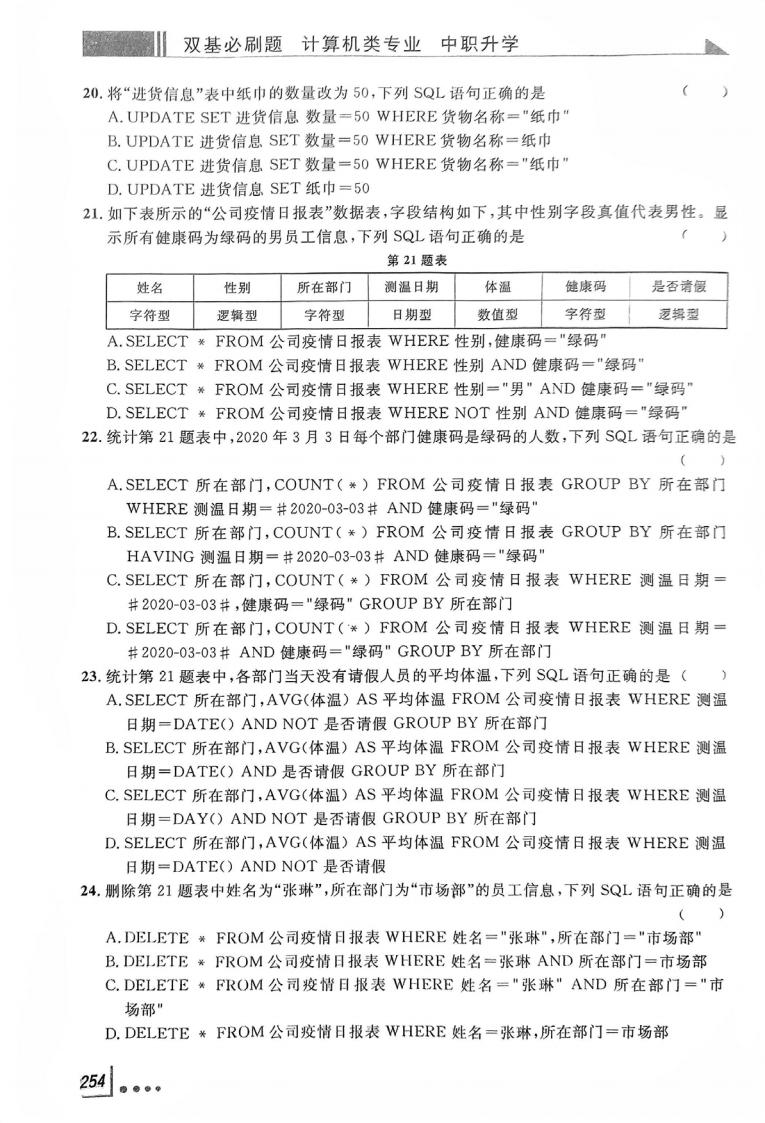 双基必刷题 计算机类专业 中职升学
20. 将“进货信息”表中纸巾的数量改为 50,下列 SQL 语句正确的是 ( )
A. UPDATE SET 进货信息 数量=50 WHERE 货物名称="纸巾"
B. UPDATE 进货信息 SET 数量=50 WHERE 货物名称=纸巾
C. UPDATE 进货信息 SET 数量=50 WHERE 货物名称="纸巾"
D. UPDATE 进货信息 SET 纸巾=50
21. 如下表所示的“公司疫情日报表”数据表,字段结构如下,其中性别字段真值代表男性。显
示所有健康码为绿码的男员工信息,下列 SQL 语句正确的是 ( )
第 21 题表
姓名 性别 所在部门 测温日期 体温 健康码 是否请假
字符型 逻辑型 字符型 日期型 数值型 字符型 逻辑型
A. SELECT * FROM 公司疫情日报表 WHERE 性别,健康码="绿码"
B. SELECT * FROM 公司疫情日报表 WHERE 性别 AND 健康码="绿码"
C. SELECT * FROM 公司疫情日报表 WHERE 性别="男" AND 健康码="绿码"
D. SELECT * FROM 公司疫情日报表 WHERE NOT 性别 AND 健康码="绿码"
22. 统计第 21 题表中,2020 年 3 月 3 日每个部门健康码是绿码的人数,下列 SQL 语句正确的是
( )
A. SELECT 所在部门,COUNT(*) FROM 公司疫情日报表 GROUP BY 所在部门
WHERE 测温日期=#2020-03-03# AND 健康码="绿码"
B. SELECT 所在部门,COUNT(*) FROM 公司疫情日报表 GROUP BY 所在部门
HAVING 测温日期=#2020-03-03# AND 健康码="绿码"
C. SELECT 所在部门,COUNT(*) FROM 公司疫情日报表 WHERE 测温日期=
#2020-03-03#,健康码="绿码" GROUP BY 所在部门
D. SELECT 所在部门,COUNT(*) FROM 公司疫情日报表 WHERE 测温日期=
#2020-03-03# AND 健康码="绿码" GROUP BY 所在部门
23. 统计第 21 题表中,各部门当天没有请假人员的平均体温,下列 SQL 语句正确的是 ( )
A. SELECT 所在部门,AVG(体温) AS 平均体温 FROM 公司疫情日报表 WHERE 测温
日期=DATE() AND NOT 是否请假 GROUP BY 所在部门
B. SELECT 所在部门,AVG(体温) AS 平均体温 FROM 公司疫情日报表 WHERE 测温
日期=DATE() AND 是否请假 GROUP BY 所在部门
C. SELECT 所在部门,AVG(体温) AS 平均体温 FROM 公司疫情日报表 WHERE 测温
日期=DAY() AND NOT 是否请假 GROUP BY 所在部门
D. SELECT 所在部门,AVG(体温) AS 平均体温 FROM 公司疫情日报表 WHERE 测温
日期=DATE() AND NOT 是否请假
24. 删除第 21 题表中姓名为“张琳”,所在部门为“市场部”的员工信息,下列 SQL 语句正确的是
( )
A. DELETE * FROM 公司疫情日报表 WHERE 姓名="张琳",所在部门="市场部"
B. DELETE * FROM 公司疫情日报表 WHERE 姓名=张琳 AND 所在部门=市场部
C. DELETE * FROM 公司疫情日报表 WHERE 姓名="张琳" AND 所在部门="市
场部"
D. DELETE * FROM 公司疫情日报表 WHERE 姓名=张琳,所在部门=市场部
254